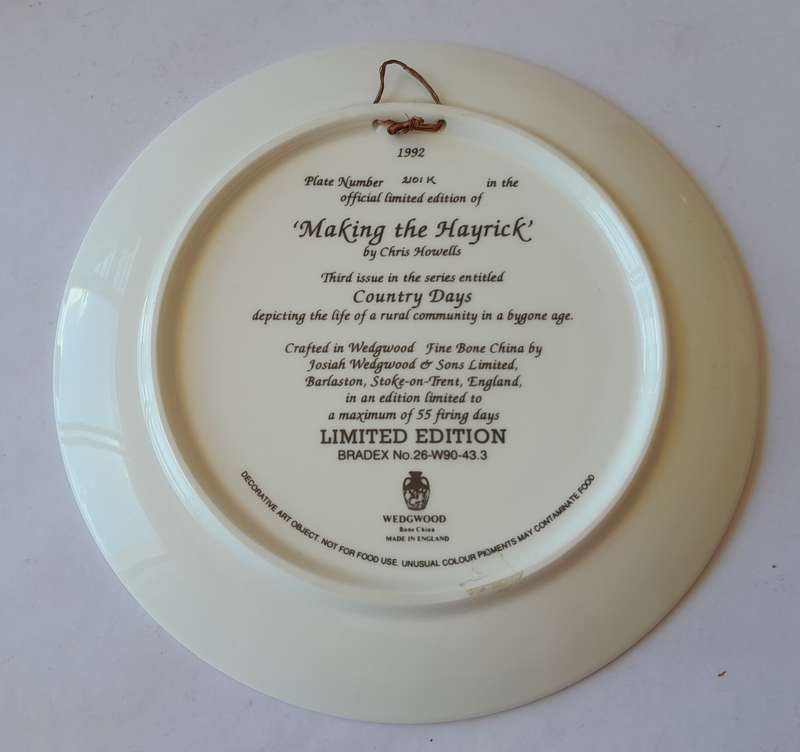 1992
Plate Number 2101K in the
official limited edition of
‘Making the Hayrick’
by Chris Howells
Third issue in the series entitled
Country Days
depicting the life of a rural community in a bygone age.
Crafted in Wedgwood Fine Bone China by
Josiah Wedgwood & Sons Limited,
Barlaston, Stoke-on-Trent, England,
in an edition limited to
a maximum of 55 firing days
LIMITED EDITION
BRADEX No.26-W90-43.3
WEDGWOOD
Bone China
MADE IN ENGLAND
DECORATIVE ART OBJECT. NOT FOR FOOD USE. UNUSUAL COLOUR PIGMENTS MAY CONTAMINATE FOOD